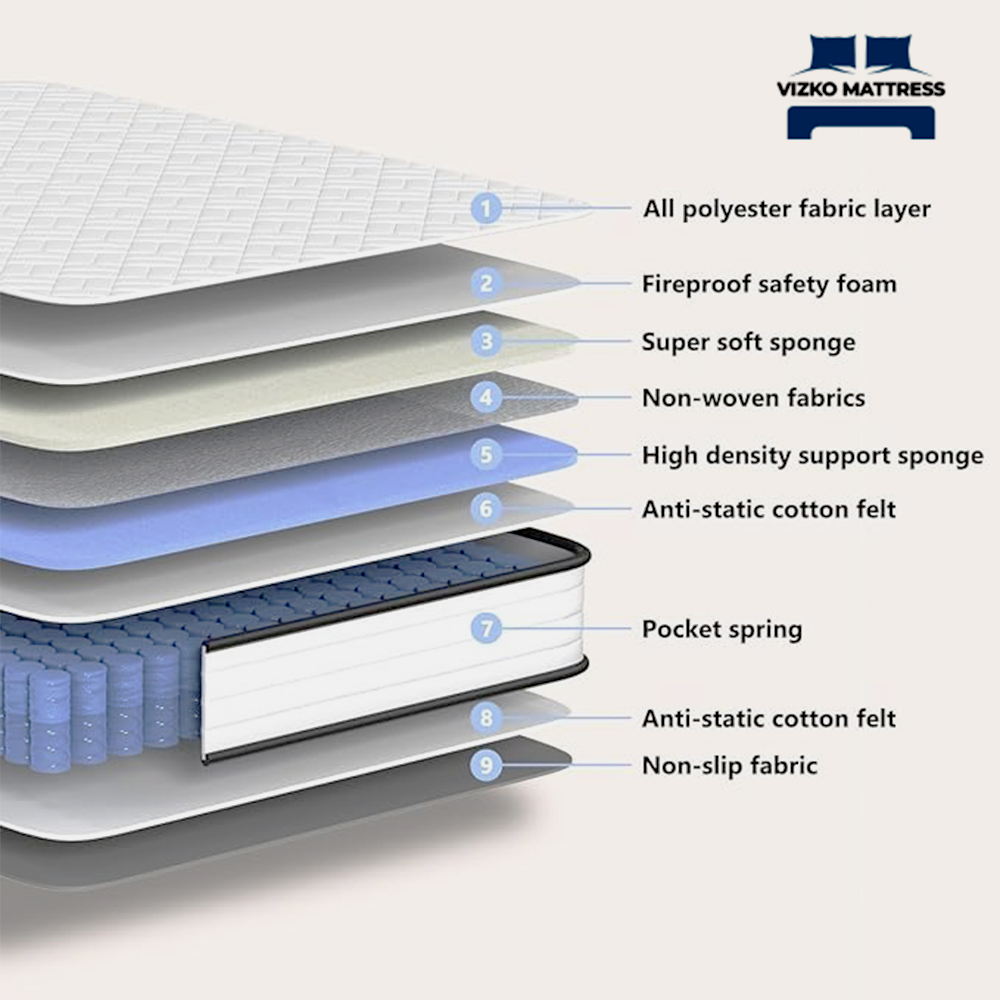 VIZKO MATTRESS
1 All polyester fabric layer
2 Fireproof safety foam
3 Super soft sponge
4 Non-woven fabrics
5 High density support sponge
6 Anti-static cotton felt
7 Pocket spring
8 Anti-static cotton felt
9 Non-slip fabric